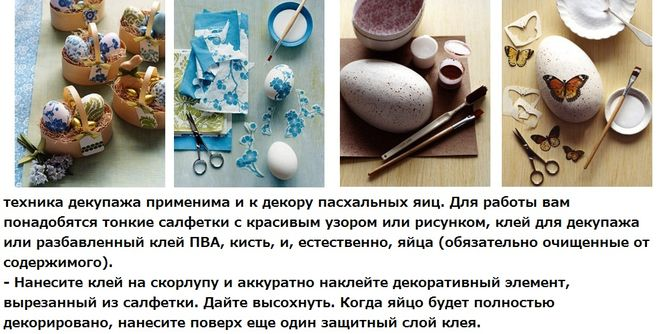 техника декупажа применима и к декору пасхальных яиц. Для работы вам
понадобятся тонкие салфетки с красивым узором или рисунком, клей для декупажа
или разбавленный клей ПВА, кисть, и, естественно, яйца (обязательно очищенные от
содержимого).
- Нанесите клей на скорлупу и аккуратно наклейте декоративный элемент,
вырезанный из салфетки. Дайте высохнуть. Когда яйцо будет полностью
декорировано, нанесите поверх еще один защитный слой клея.